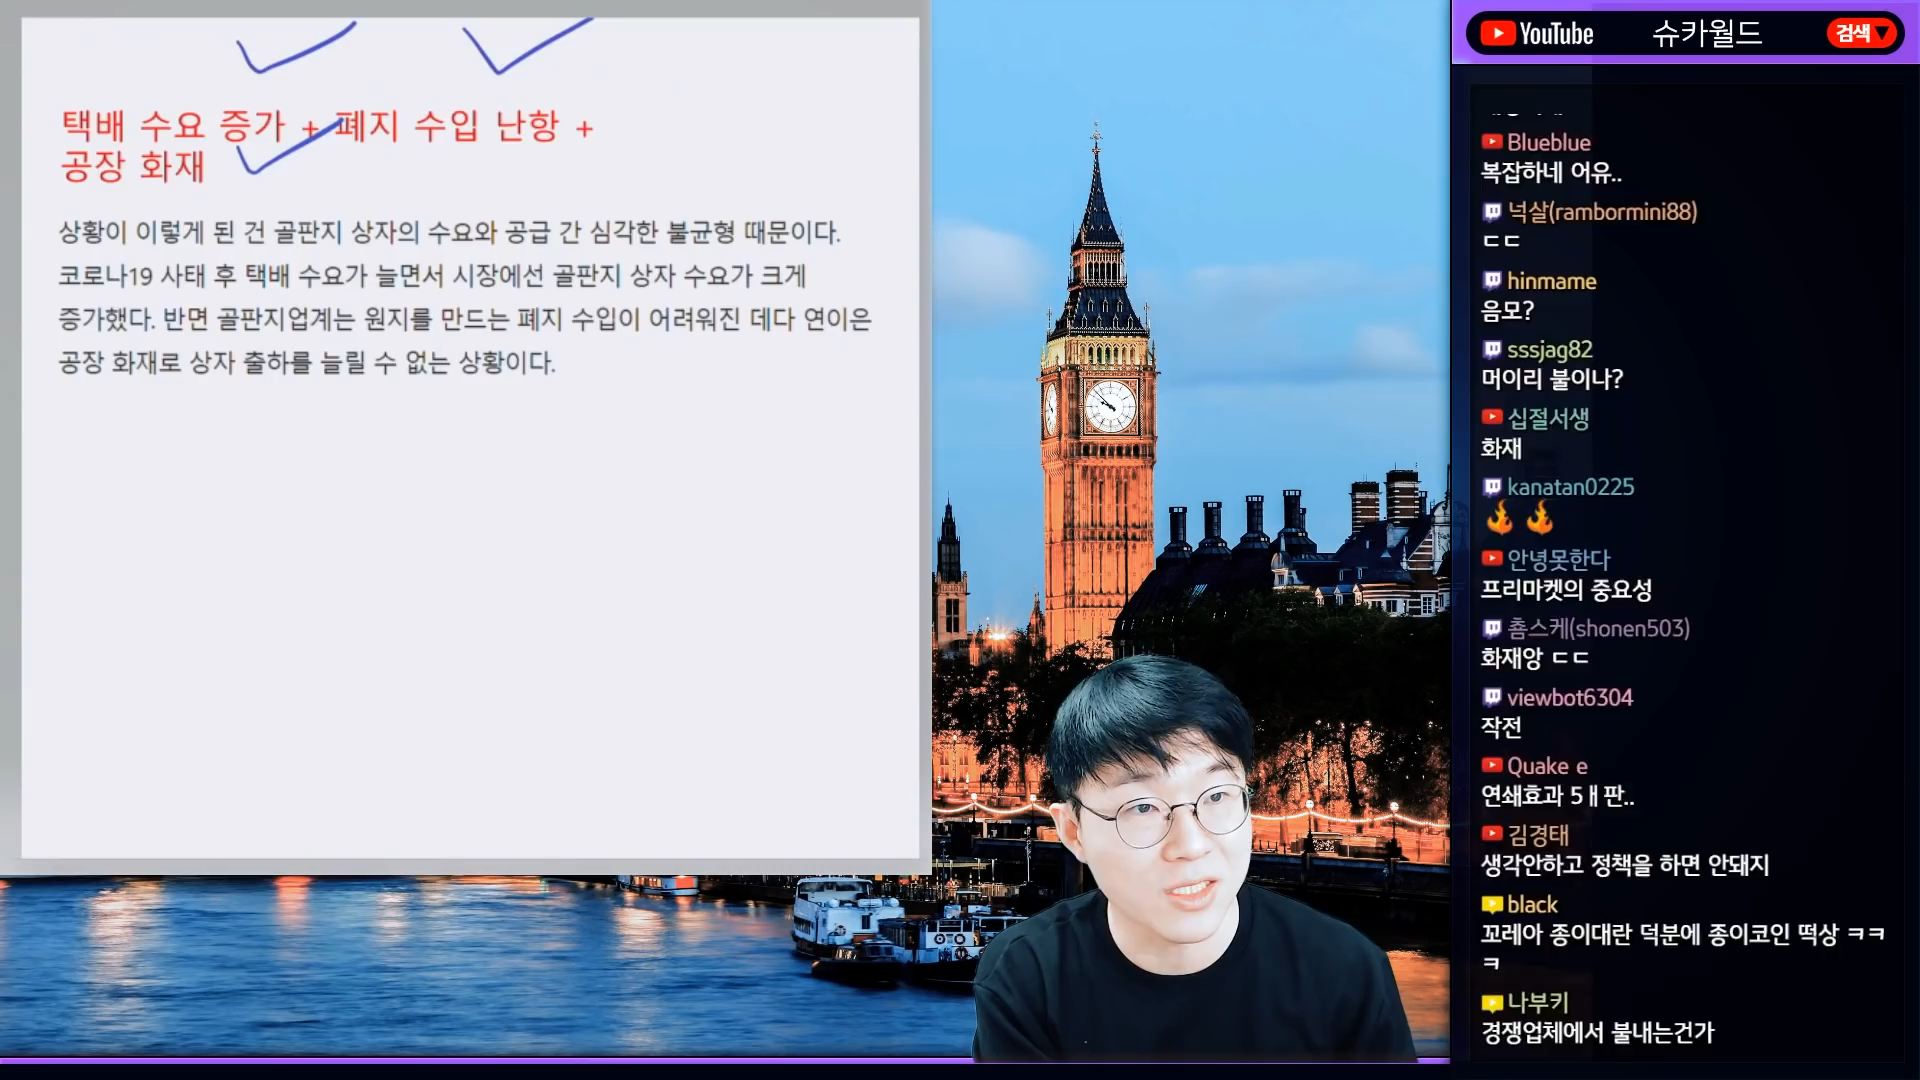 택배 수요 증가 + 폐지 수입 난항 +
공장 화재
상황이 이렇게 된 건 골판지 상자의 수요와 공급 간 심각한 불균형 때문이다.
코로나19 사태 후 택배 수요가 늘면서 시장에선 골판지 상자 수요가 크게
증가했다. 반면 골판지업계는 원지를 만드는 폐지 수입이 어려워진 데다 연이은
공장 화재로 상자 출하를 늘릴 수 없는 상황이다.
YouTube 슈카월드 검색▼
Blueblue
복잡하네 어유..
넉살(rambormini88)
ㄷㄷ
hinmame
음모?
sssjag82
머이리 불이나?
십절서생
화재
kanatan0225
안녕못한다
프리마켓의 중요성
춈스케(shonen503)
화재앙 ㄷㄷ
viewbot6304
작전
Quake e
연쇄효과 5ㅐ판..
김경태
생각안하고 정책을 하면 안돼지
black
꼬레아 종이대란 덕분에 종이코인 떡상 ㅋㅋ
ㅋ
나부키
경쟁업체에서 불내는건가